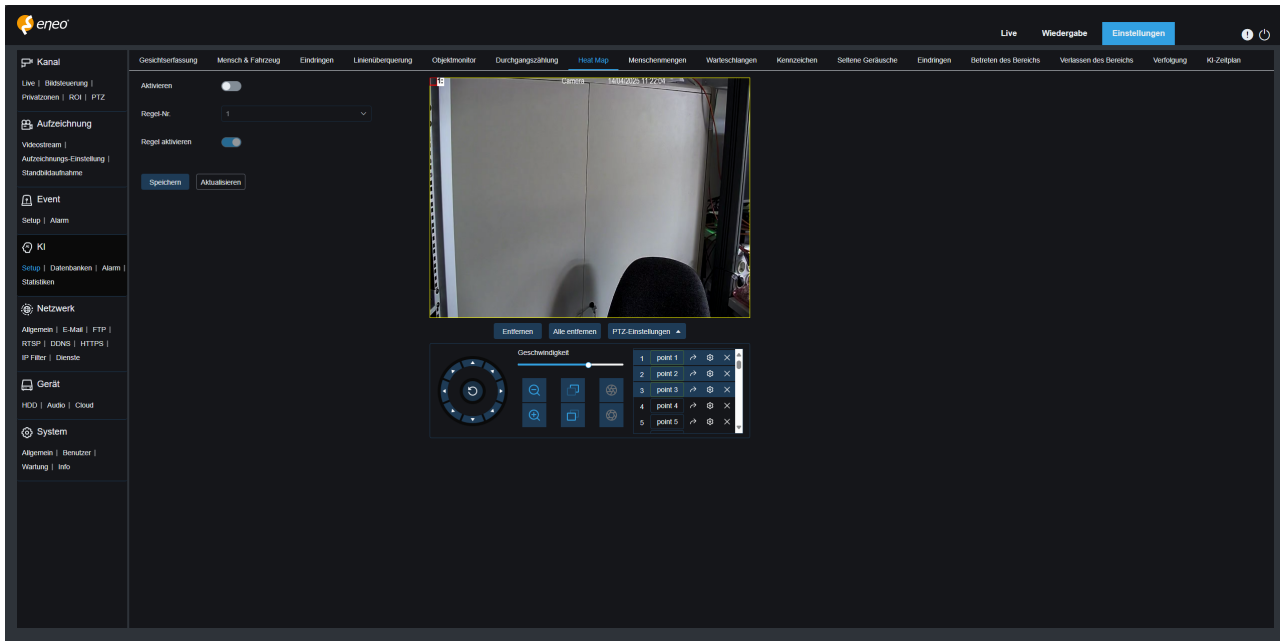 eneo
Live Wiedergabe Einstellungen
Kanal
Live | Bildsteuerung |
Privatzonen | ROI | PTZ
Aufzeichnung
Videostream |
Aufzeichnungs-Einstellung |
Standbildaufnahme
Event
Setup | Alarm
KI
Setup | Datenbanken | Alarm |
Statistiken
Netzwerk
Allgemein | E-Mail | FTP |
RTSP | DDNS | HTTPS |
IP Filter | Dienste
Gerät
HDD | Audio | Cloud
System
Allgemein | Benutzer |
Wartung | Info
Gesichtserfassung Mensch & Fahrzeug Eindringen Linienüberquerung Objektmonitor Durchgangszählung Heat Map Menschenmengen Warteschlangen Kennzeichen Seltene Geräusche Eindringen Betreten des Bereichs Verlassen des Bereichs Verfolgung KI-Zeitplan
Aktivieren
Regel-Nr. 1
Regel aktivieren
Speichern Aktualisieren
Camera 14/04/2025 11:22:04
Entfernen Alle entfernen PTZ-Einstellungen
Geschwindigkeit
1 point 1
2 point 2
3 point 3
4 point 4
5 point 5